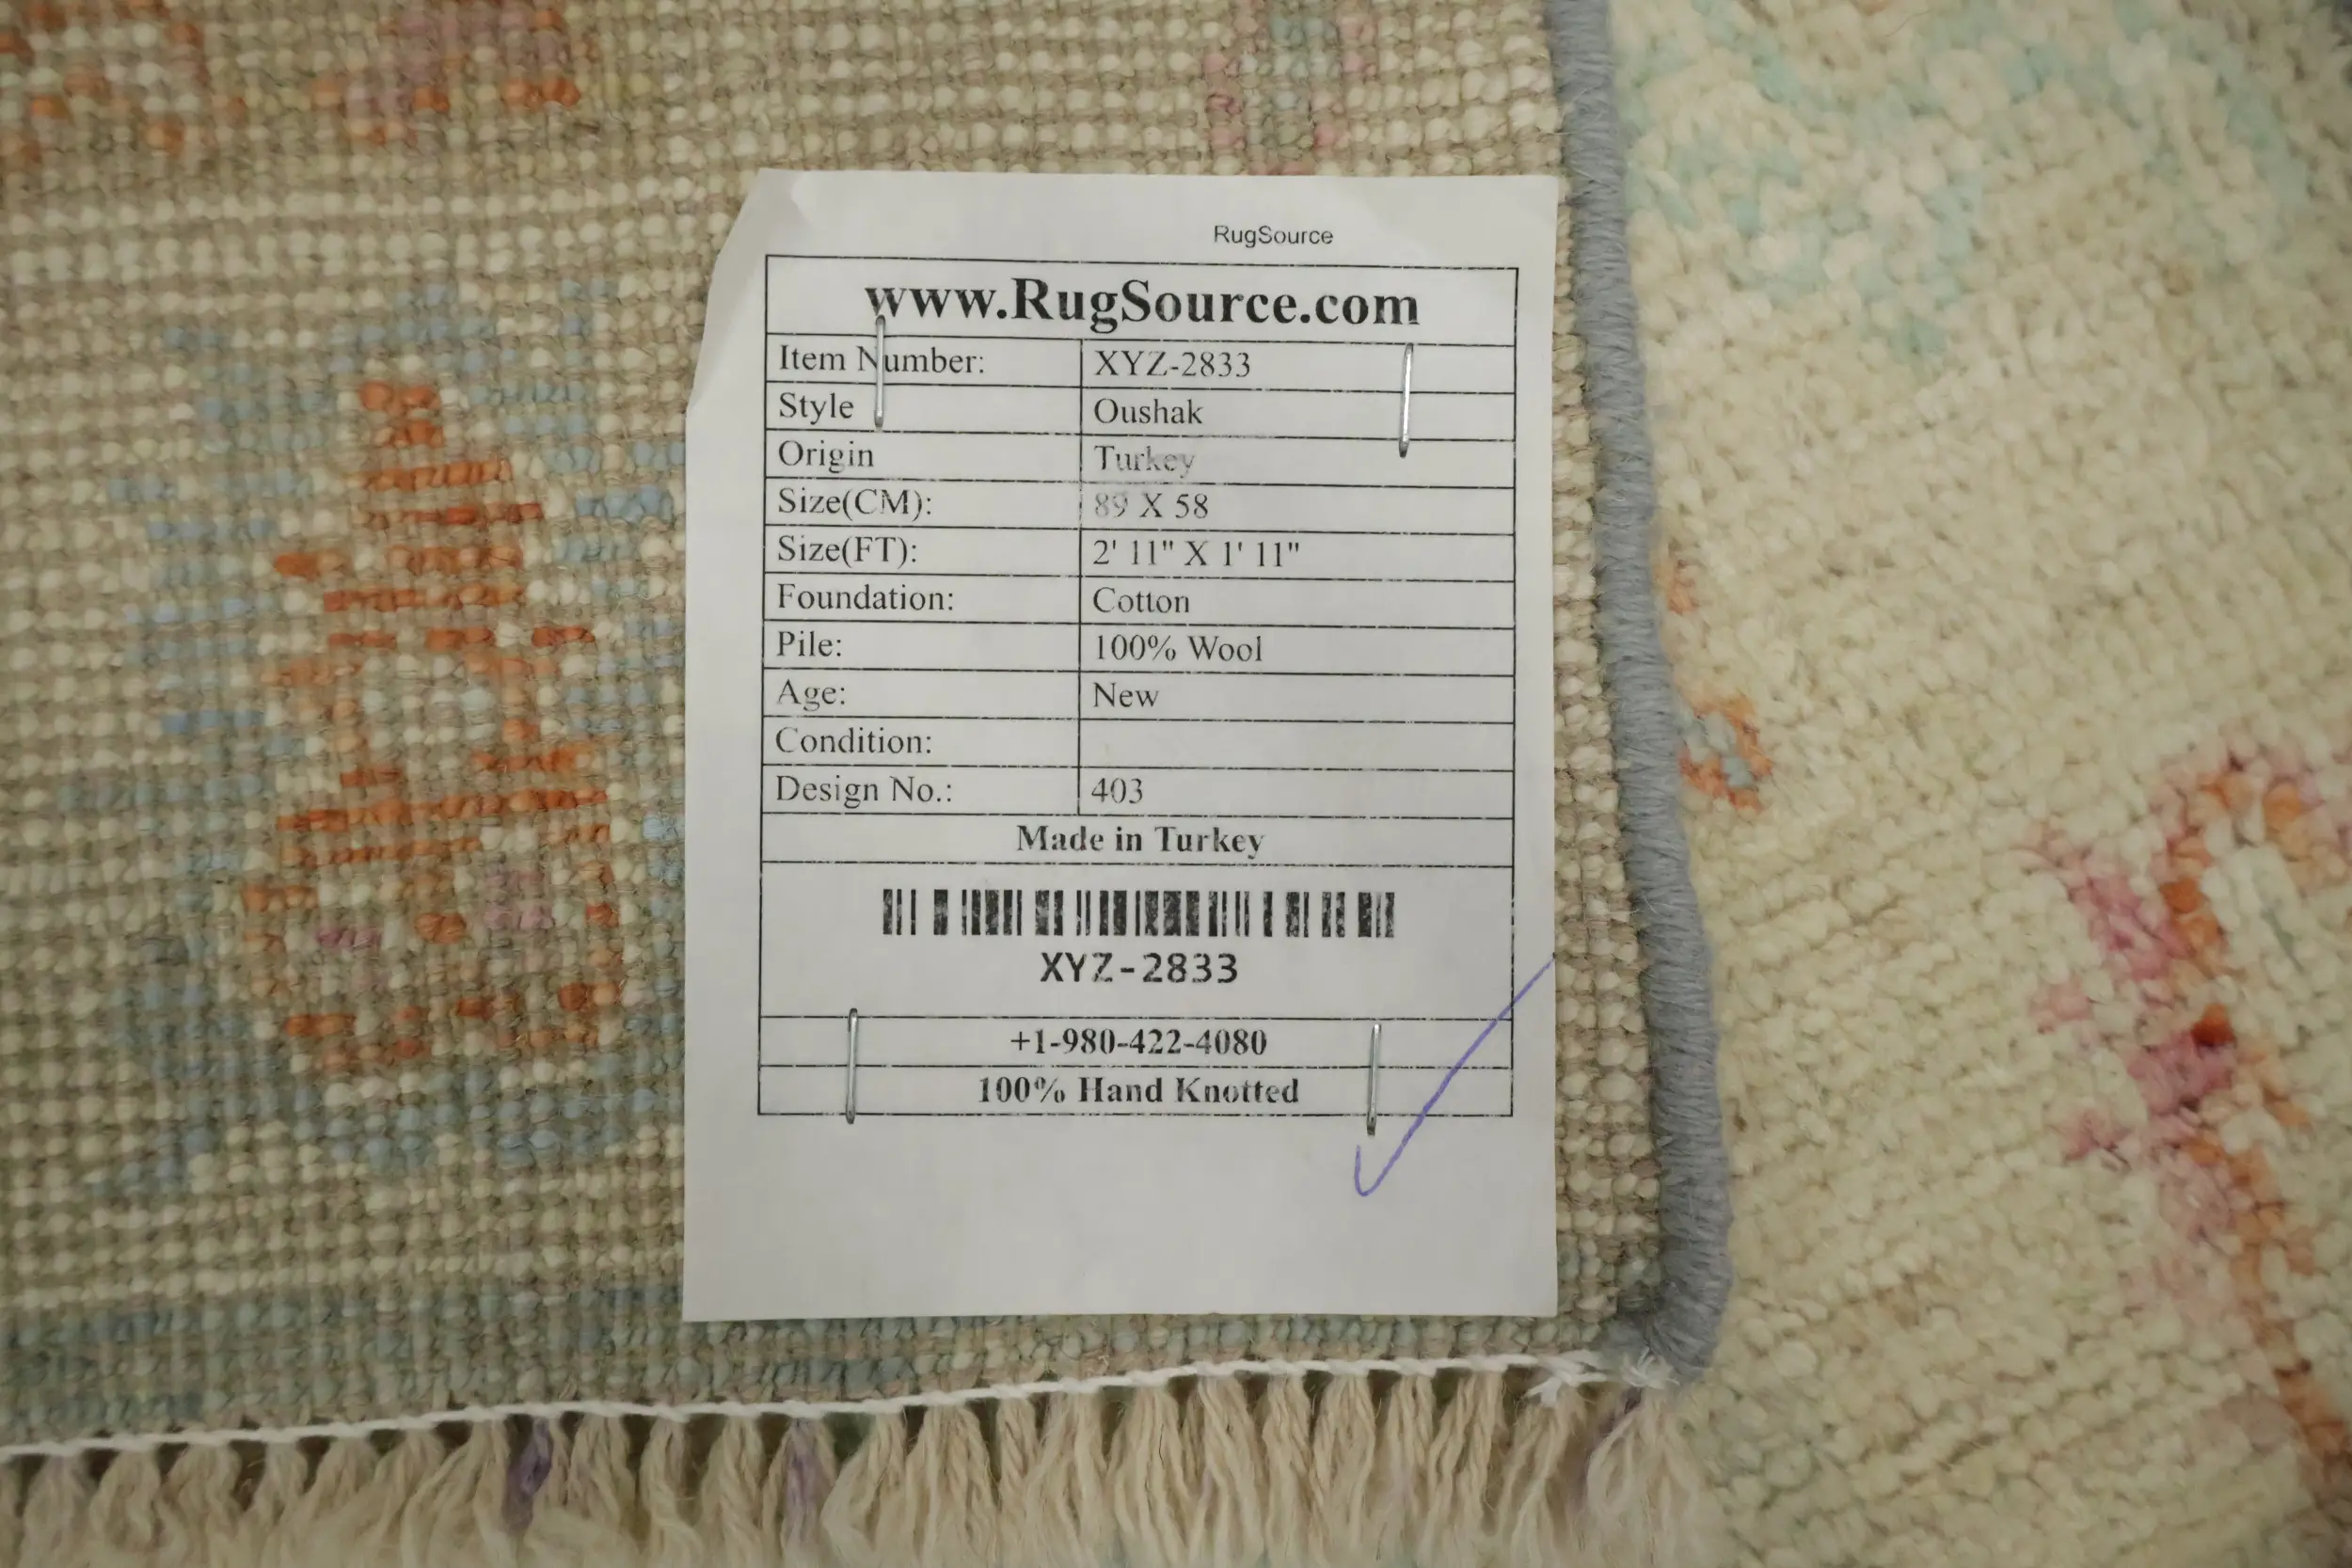 RugSource
www.RugSource.com
Item Number: XYZ-2833
Style Oushak
Origin Turkey
Size(CM): 89 X 58
Size(FT): 2' 11" X 1' 11"
Foundation: Cotton
Pile: 100% Wool
Age: New
Condition:
Design No.: 403
Made in Turkey
XYZ-2833
+1-980-422-4080
100% Hand Knotted